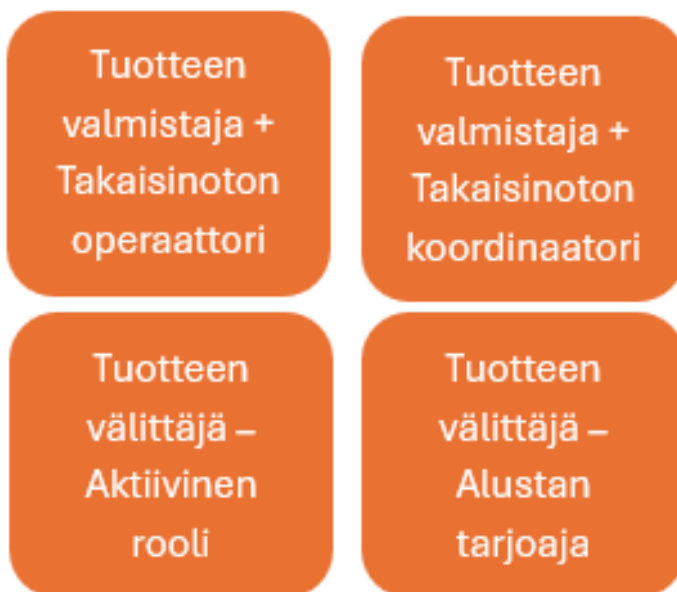 Tuotteen
valmistaja +
Takaisinoton
operaattori
Tuotteen
valmistaja +
Takaisinoton
koordinaatori
Tuotteen
välittäjä –
Aktiivinen
rooli
Tuotteen
välittäjä –
Alustan
tarjoaja